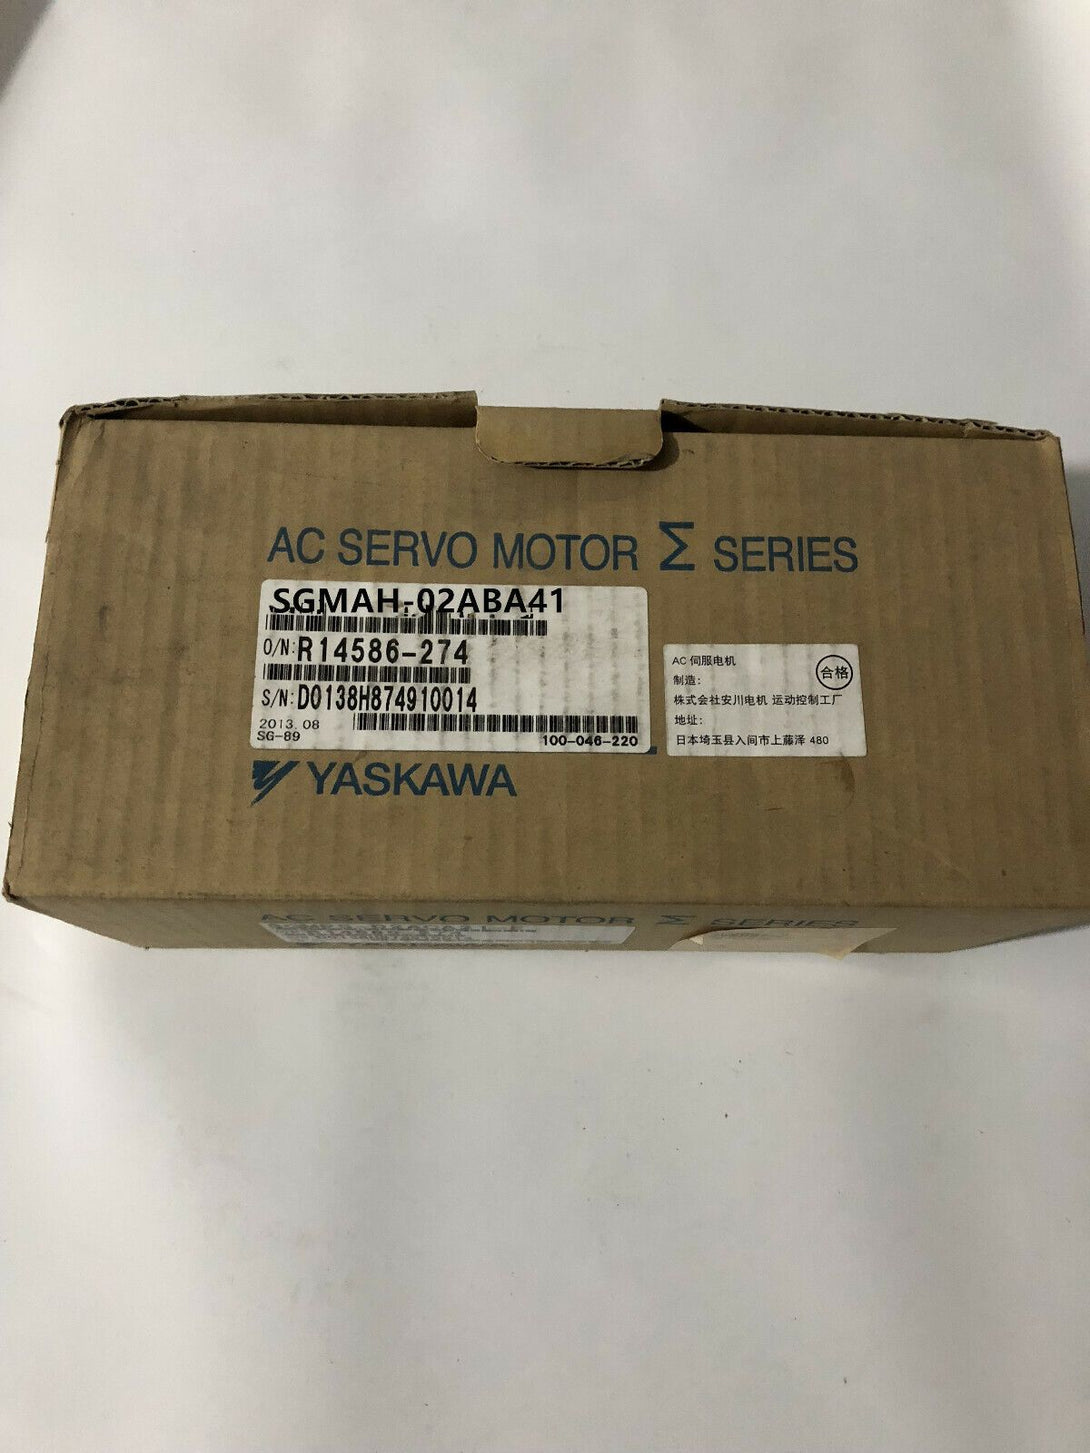 AC SERVO MOTOR Σ SERIES
SGMAH-02ABA41
O/N:R14586-274
S/N:D0138H874910014
2013.08
SG-89
100-046-220
AC 伺服电机
合格
制造:
株式会社安川电机 运动控制工厂
地址:
日本埼玉县入间市上藤泽 480
YASKAWA
AC SERVO MOTOR Σ SERIES